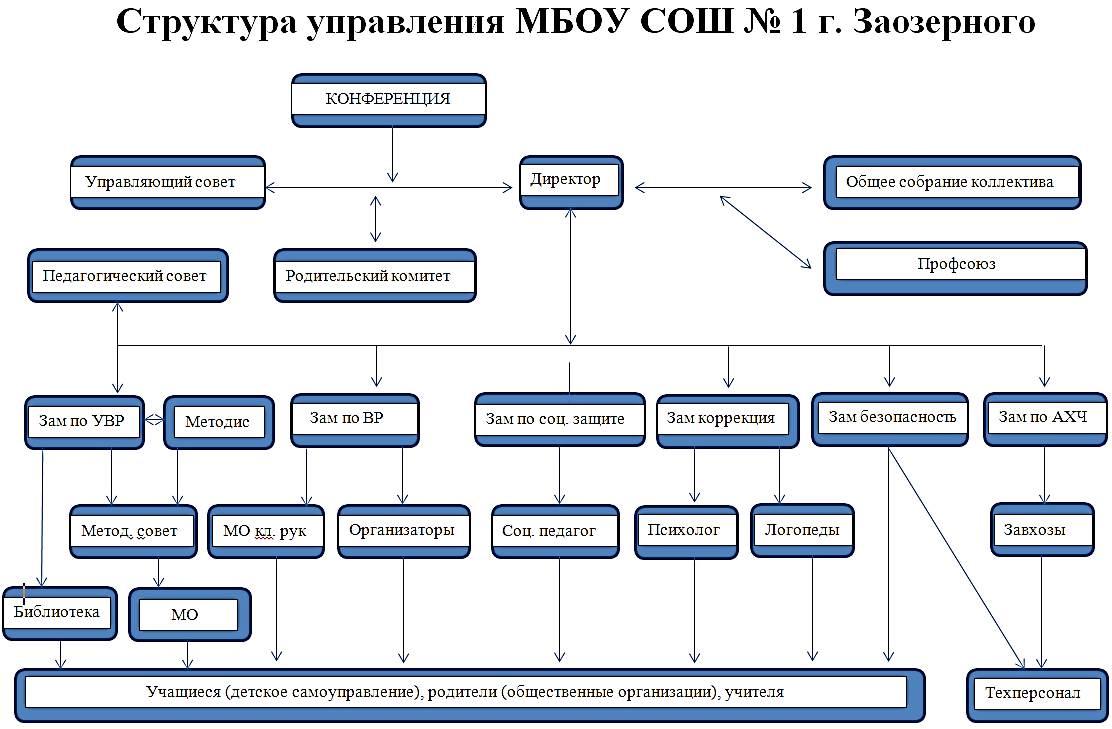 Структура управления МБОУ СОШ № 1 г. Заозерного
КОНФЕРЕНЦИЯ
Управляющий совет
Директор
Общее собрание коллектива
Педагогический совет
Родительский комитет
Профсоюз
Зам по УВР
Методис
Зам по ВР
Зам по соц. защите
Зам коррекция
Зам безопасность
Зам по АХЧ
Метод. совет
МО кл. рук
Организаторы
Соц. педагог
Психолог
Логопеды
Завхозы
Библиотека
МО
Учащиеся (детское самоуправление), родители (общественные организации), учителя
Техперсонал